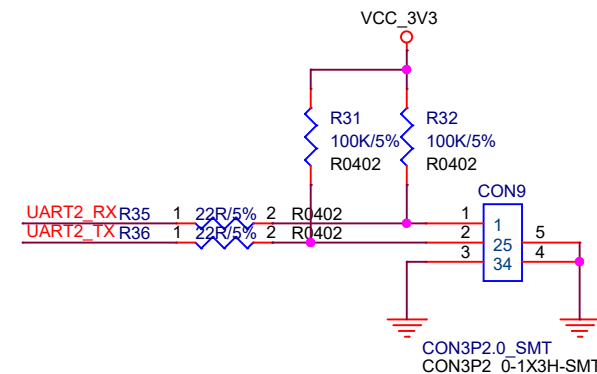 VCC_3V3
R31
100K/5%
R0402
R32
100K/5%
R0402
CON9
UART2_RX R35 1 22R/5% 2 R0402 1 1
UART2_TX R36 1 22R/5% 2 R0402 2 25 5
3 34 4
CON3P2.0_SMT
CON3P2_0-1X3H-SMT